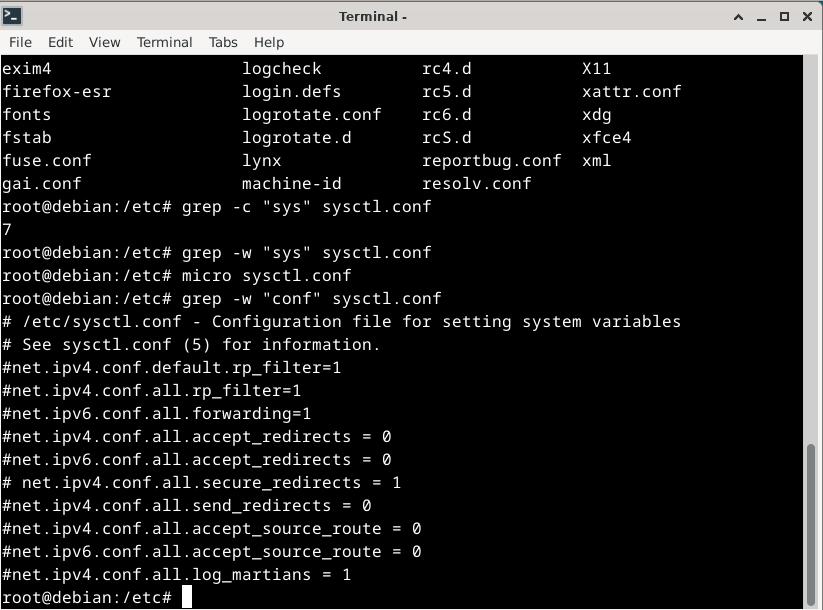 Terminal -
File Edit View Terminal Tabs Help
exim4 logcheck rc4.d X11
firefox-esr login.defs rc5.d xattr.conf
fonts logrotate.conf rc6.d xdg
fstab logrotate.d rcS.d xfce4
fuse.conf lynx reportbug.conf xml
gai.conf machine-id resolv.conf
root@debian:/etc# grep -c "sys" sysctl.conf
7
root@debian:/etc# grep -w "sys" sysctl.conf
root@debian:/etc# micro sysctl.conf
root@debian:/etc# grep -w "conf" sysctl.conf
# /etc/sysctl.conf - Configuration file for setting system variables
# See sysctl.conf (5) for information.
#net.ipv4.conf.default.rp_filter=1
#net.ipv4.conf.all.rp_filter=1
#net.ipv6.conf.all.forwarding=1
#net.ipv4.conf.all.accept_redirects = 0
#net.ipv6.conf.all.accept_redirects = 0
# net.ipv4.conf.all.secure_redirects = 1
#net.ipv4.conf.all.send_redirects = 0
#net.ipv4.conf.all.accept_source_route = 0
#net.ipv6.conf.all.accept_source_route = 0
#net.ipv4.conf.all.log_martians = 1
root@debian:/etc#